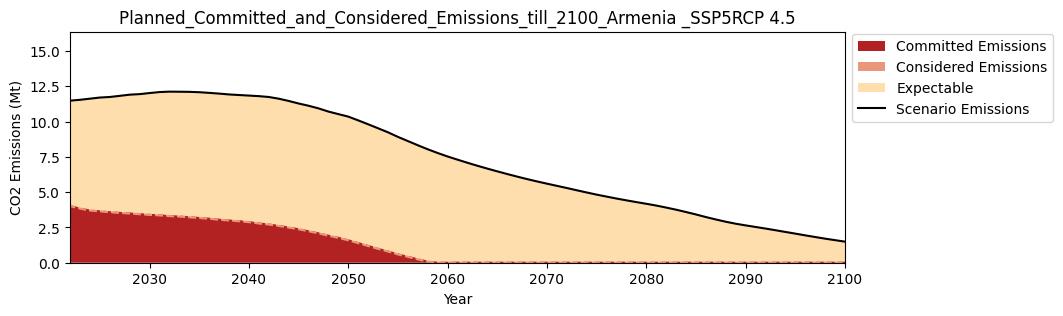 Planned_Committed_and_Considered_Emissions_till_2100_Armenia _SSP5RCP 4.5
15.0
12.5
10.0
7.5
5.0
2.5
0.0
CO2 Emissions (Mt)
2030 2040 2050 2060 2070 2080 2090 2100
Year
Committed Emissions
Considered Emissions
Expectable
Scenario Emissions